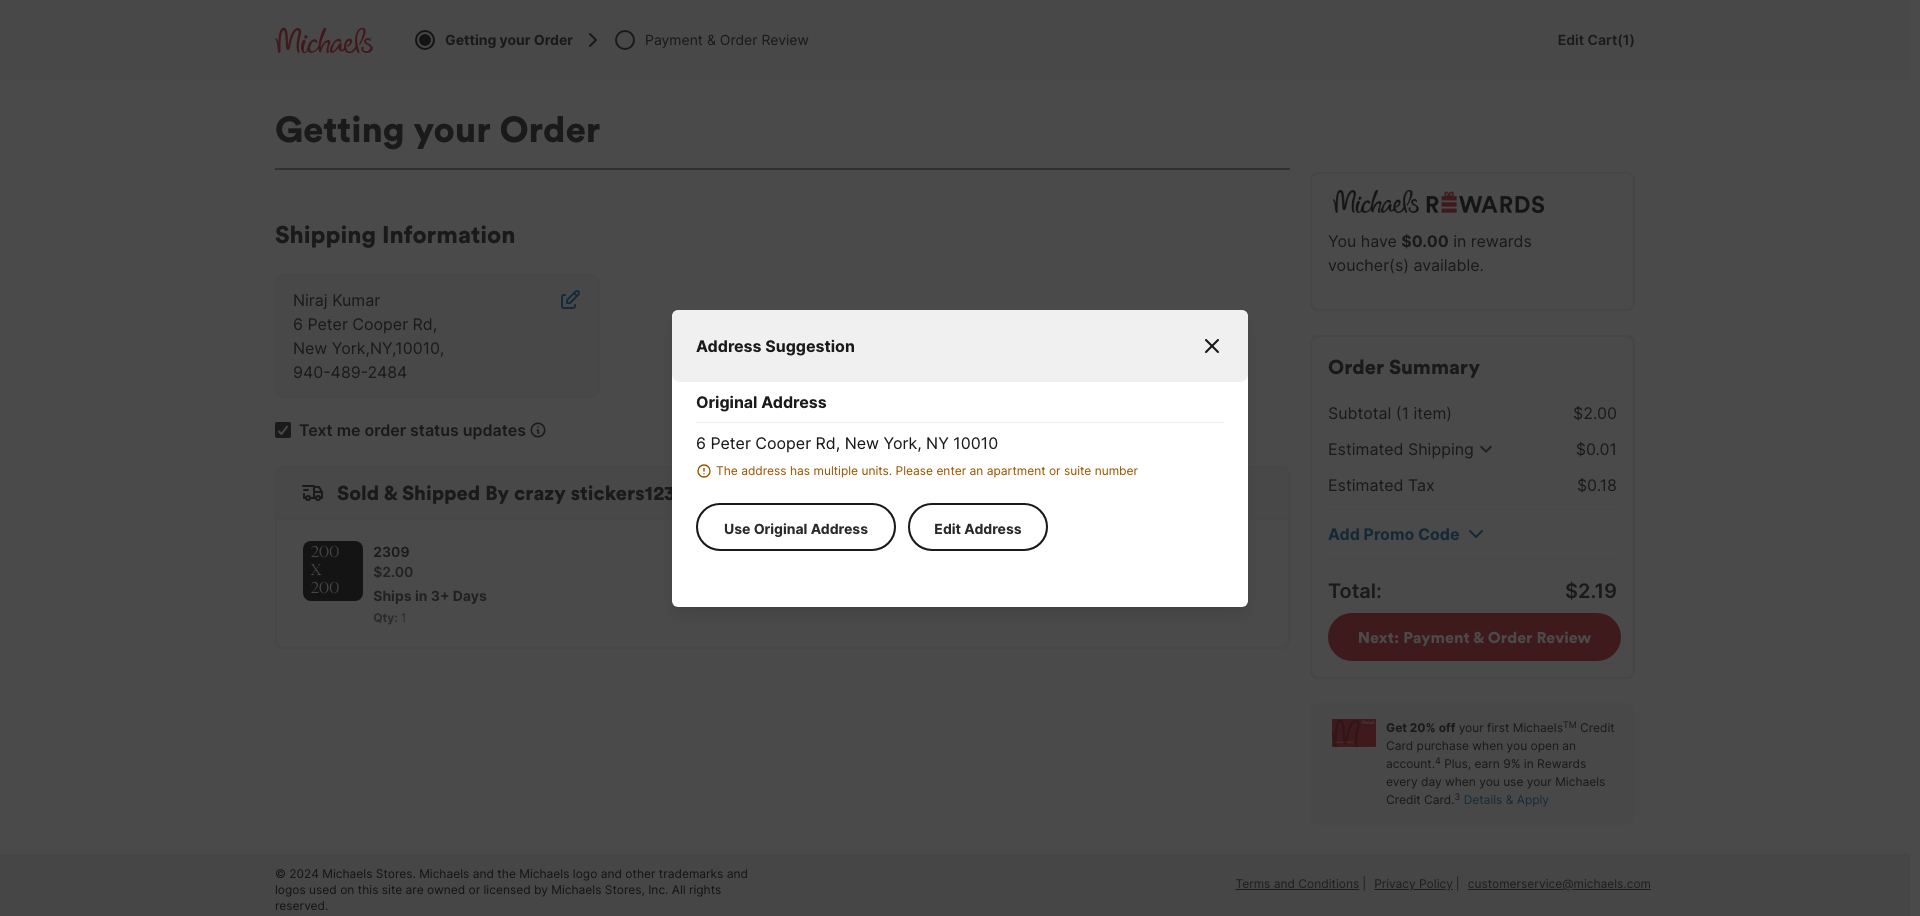 Michaels
Getting your Order
Payment & Order Review
Edit Cart(1)
Getting your Order
Shipping Information
Niraj Kumar
6 Peter Cooper Rd,
New York,NY,10010,
940-489-2484
Text me order status updates
Sold & Shipped By crazy stickers123
200
X
200
2309
$2.00
Ships in 3+ Days
Qty: 1
Address Suggestion
Original Address
6 Peter Cooper Rd, New York, NY 10010
The address has multiple units. Please enter an apartment or suite number
Use Original Address
Edit Address
Michaels REWARDS
You have $0.00 in rewards
voucher(s) available.
Order Summary
Subtotal (1 item) $2.00
Estimated Shipping $0.01
Estimated Tax $0.18
Add Promo Code
Total: $2.19
Next: Payment & Order Review
Get 20% off your first Michaels™ Credit
Card purchase when you open an
account.⁴ Plus, earn 9% in Rewards
every day when you use your Michaels
Credit Card.³ Details & Apply
© 2024 Michaels Stores. Michaels and the Michaels logo and other trademarks and
logos used on this site are owned or licensed by Michaels Stores, Inc. All rights
reserved.
Terms and Conditions | Privacy Policy | customerservice@michaels.com